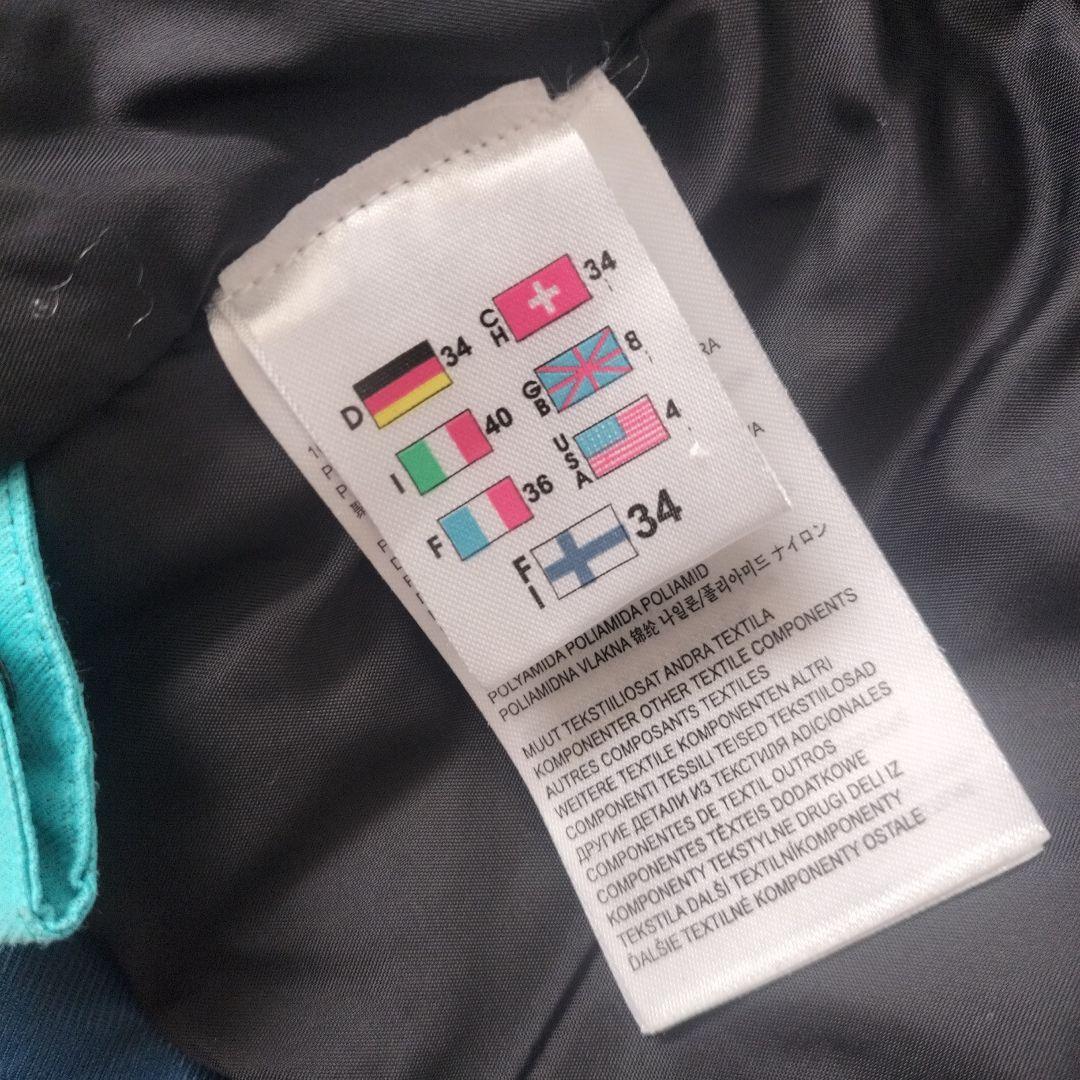 D 34
I 40
F 36
CH 34
GB 8
USA 4
FI 34
RA
VA
POLYAMIDA POLIAMIDA POLIAMID
POLIAMIDNA VLAKNA 锦纶 나일론/폴리아미드 ナイロン
MUUT TEKSTIILIOSAT ANDRA TEXTILA
KOMPONENTER OTHER TEXTILE COMPONENTS
AUTRES COMPOSANTS TEXTILES
WEITERE TEXTILE KOMPONENTEN ALTRI
COMPONENTI TESSILI TEISED TEKSTIILOSAD
ДРУГИЕ ДЕТАЛИ ИЗ ТЕКСТИЛЯ ADICIONALES
COMPONENTES DE TEXTIL OUTROS
COMPONENTES TÊXTEIS DODATKOWE
KOMPONENTY TEKSTYLNE DRUGI DELI IZ
TEKSTILA DALŠÍ TEXTILNÍKOMPONENTY
ĎALŠIE TEXTILNÉ KOMPONENTY OSTALE